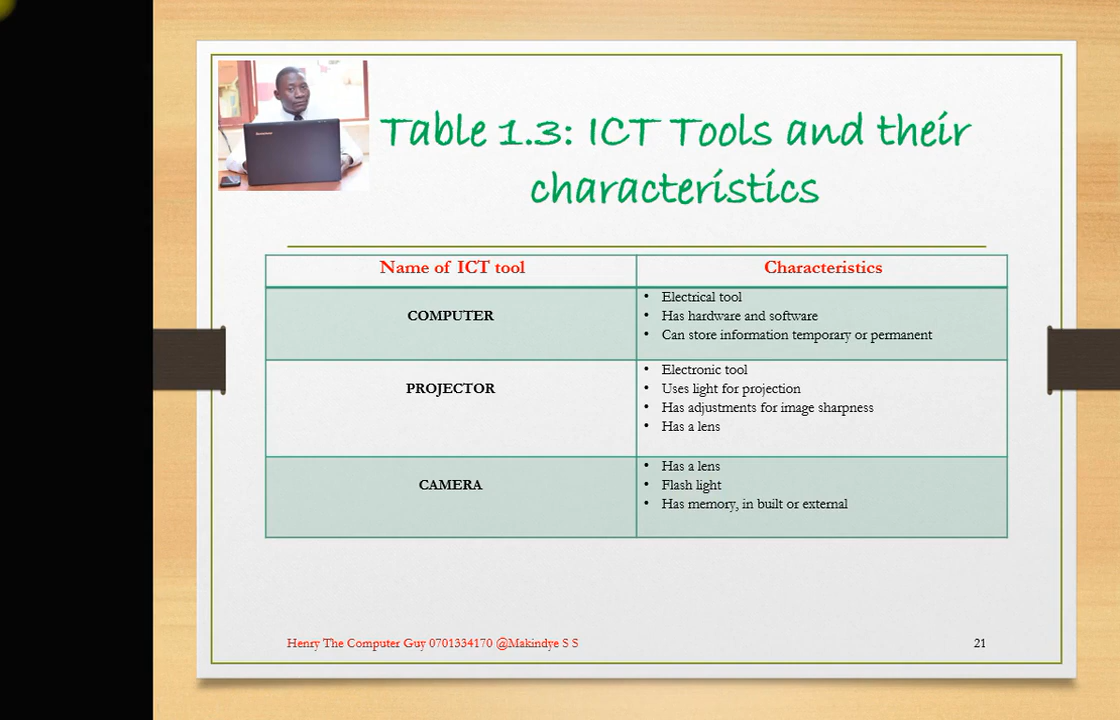 Table 1.3: ICT Tools and their
characteristics
Name of ICT tool
Characteristics
COMPUTER
• Electrical tool
• Has hardware and software
• Can store information temporary or permanent
PROJECTOR
• Electronic tool
• Uses light for projection
• Has adjustments for image sharpness
• Has a lens
CAMERA
• Has a lens
• Flash light
• Has memory, in built or external
Henry The Computer Guy 0701334170 @Makindye S S
21